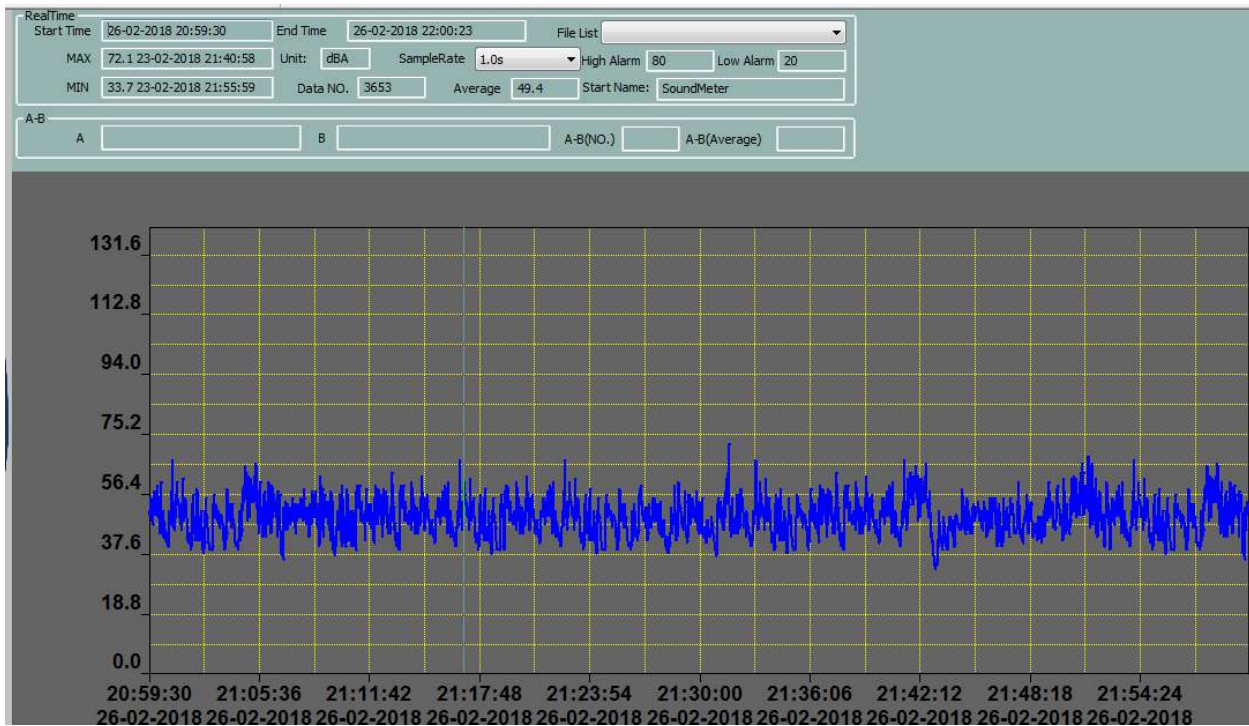 RealTime
Start Time 26-02-2018 20:59:30 End Time 26-02-2018 22:00:23 File List
MAX 72.1 23-02-2018 21:40:58 Unit: dBA SampleRate 1.0s High Alarm 80 Low Alarm 20
MIN 33.7 23-02-2018 21:55:59 Data NO. 3653 Average 49.4 Start Name: SoundMeter
A-B
A B A-B(NO.) A-B(Average)
131.6
112.8
94.0
75.2
56.4
37.6
18.8
0.0
20:59:30 21:05:36 21:11:42 21:17:48 21:23:54 21:30:00 21:36:06 21:42:12 21:48:18 21:54:24
26-02-2018 26-02-2018 26-02-2018 26-02-2018 26-02-2018 26-02-2018 26-02-2018 26-02-2018 26-02-2018 26-02-2018